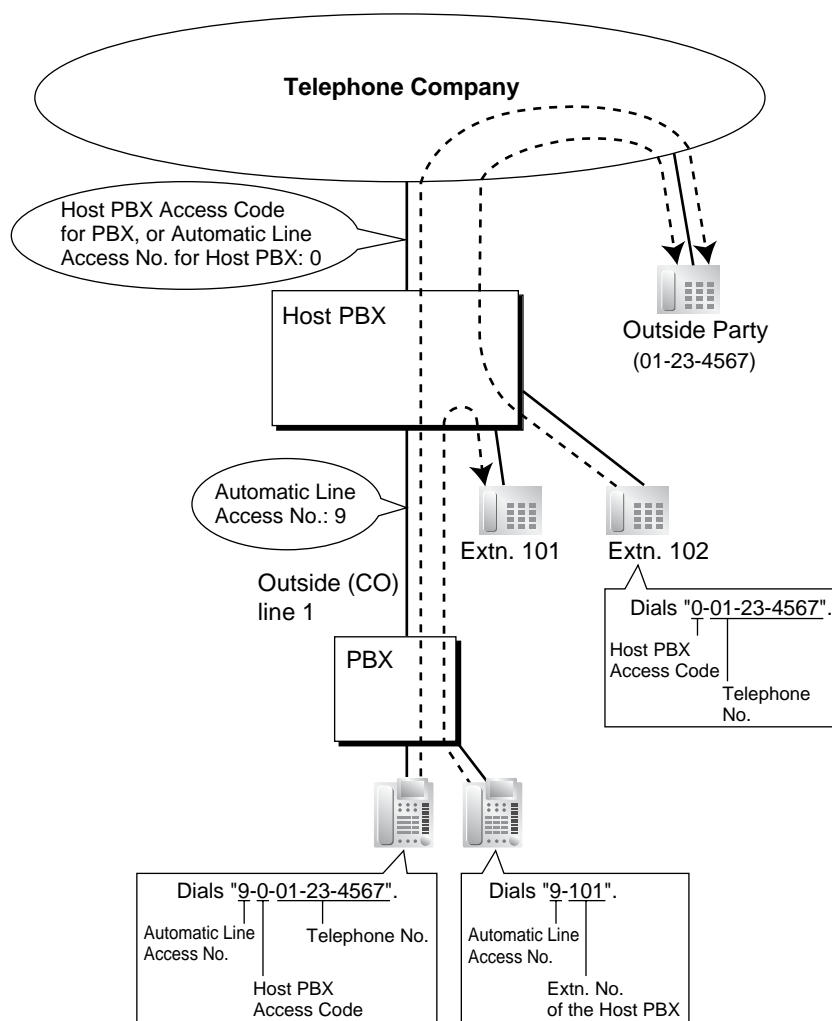 Telephone Company
Host PBX Access Code
for PBX, or Automatic Line
Access No. for Host PBX: 0
Host PBX
Outside Party
(01-23-4567)
Automatic Line
Access No.: 9
Extn. 101
Extn. 102
Outside (CO)
line 1
Dials "0-01-23-4567".
Host PBX
Access Code
Telephone
No.
PBX
Dials "9-0-01-23-4567".
Automatic Line
Access No.
Telephone No.
Host PBX
Access Code
Dials "9-101".
Automatic Line
Access No.
Extn. No.
of the Host PBX